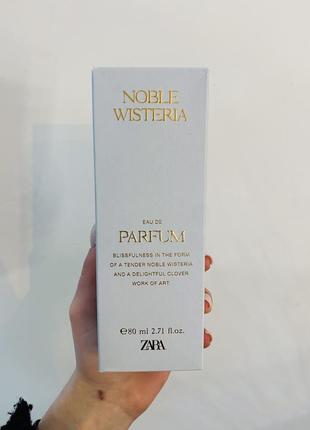 NOBLE
WISTERIA
EAU DE
PARFUM
BLISSFULNESS IN THE FORM
OF A TENDER NOBLE WISTERIA
AND A DELIGHTFUL CLOVER
WORK OF ART.
℮80 ml 2.71 fl.oz.
ZARA